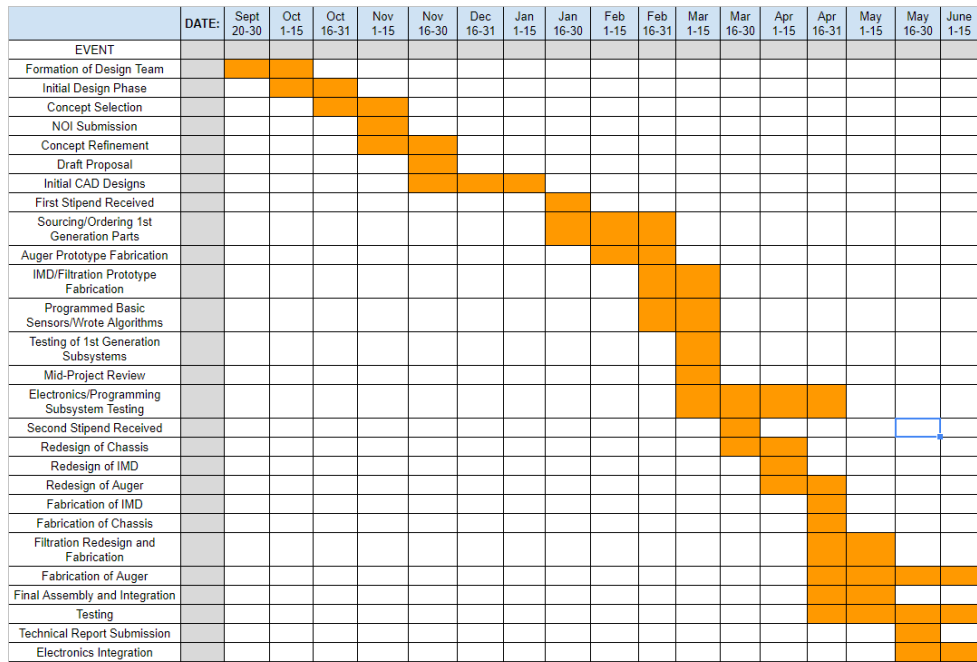 DATE:
Sept 20-30
Oct 1-15
Oct 16-31
Nov 1-15
Nov 16-30
Dec 16-31
Jan 1-15
Jan 16-30
Feb 1-15
Feb 16-31
Mar 1-15
Mar 16-30
Apr 1-15
Apr 16-31
May 1-15
May 16-30
June 1-15
EVENT
Formation of Design Team
Initial Design Phase
Concept Selection
NOI Submission
Concept Refinement
Draft Proposal
Initial CAD Designs
First Stipend Received
Sourcing/Ordering 1st
Generation Parts
Auger Prototype Fabrication
IMD/Filtration Prototype
Fabrication
Programmed Basic
Sensors/Wrote Algorithms
Testing of 1st Generation
Subsystems
Mid-Project Review
Electronics/Programming
Subsystem Testing
Second Stipend Received
Redesign of Chassis
Redesign of IMD
Redesign of Auger
Fabrication of IMD
Fabrication of Chassis
Filtration Redesign and
Fabrication
Fabrication of Auger
Final Assembly and Integration
Testing
Technical Report Submission
Electronics Integration